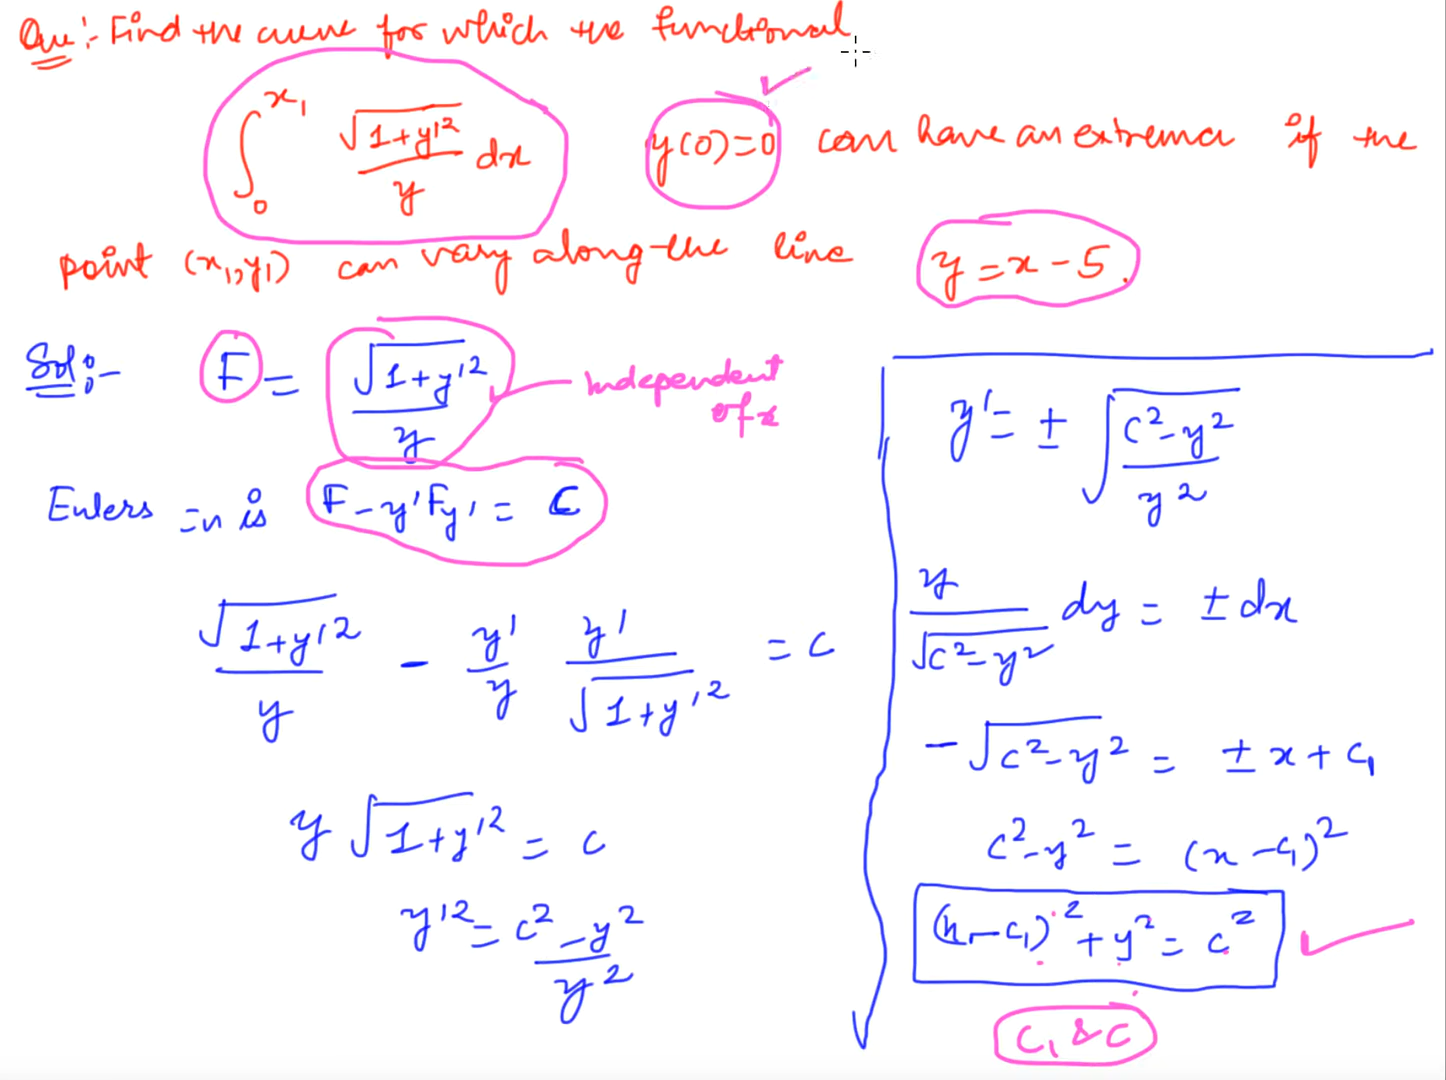 Que:- Find the curve for which the functional
∫₀^x₁ √(1+y'²)/y dx y(0)=0 can have an extrema if the
point (x₁,y₁) can vary along the line y=x-5.
Sol:- F = √(1+y'²)/y Independent of x
Eulers =n is F-y'Fy' = C
√(1+y'²)/y - y'/y y'/√(1+y'²) = c
y√(1+y'²) = c
y'² = c²-y²/y²
y' = ± √(c²-y²/y²)
y/√(c²-y²) dy = ± dx
-√(c²-y²) = ± x + c₁
c²-y² = (x-c₁)²
(x-c₁)²+y² = c²
C₁ & C